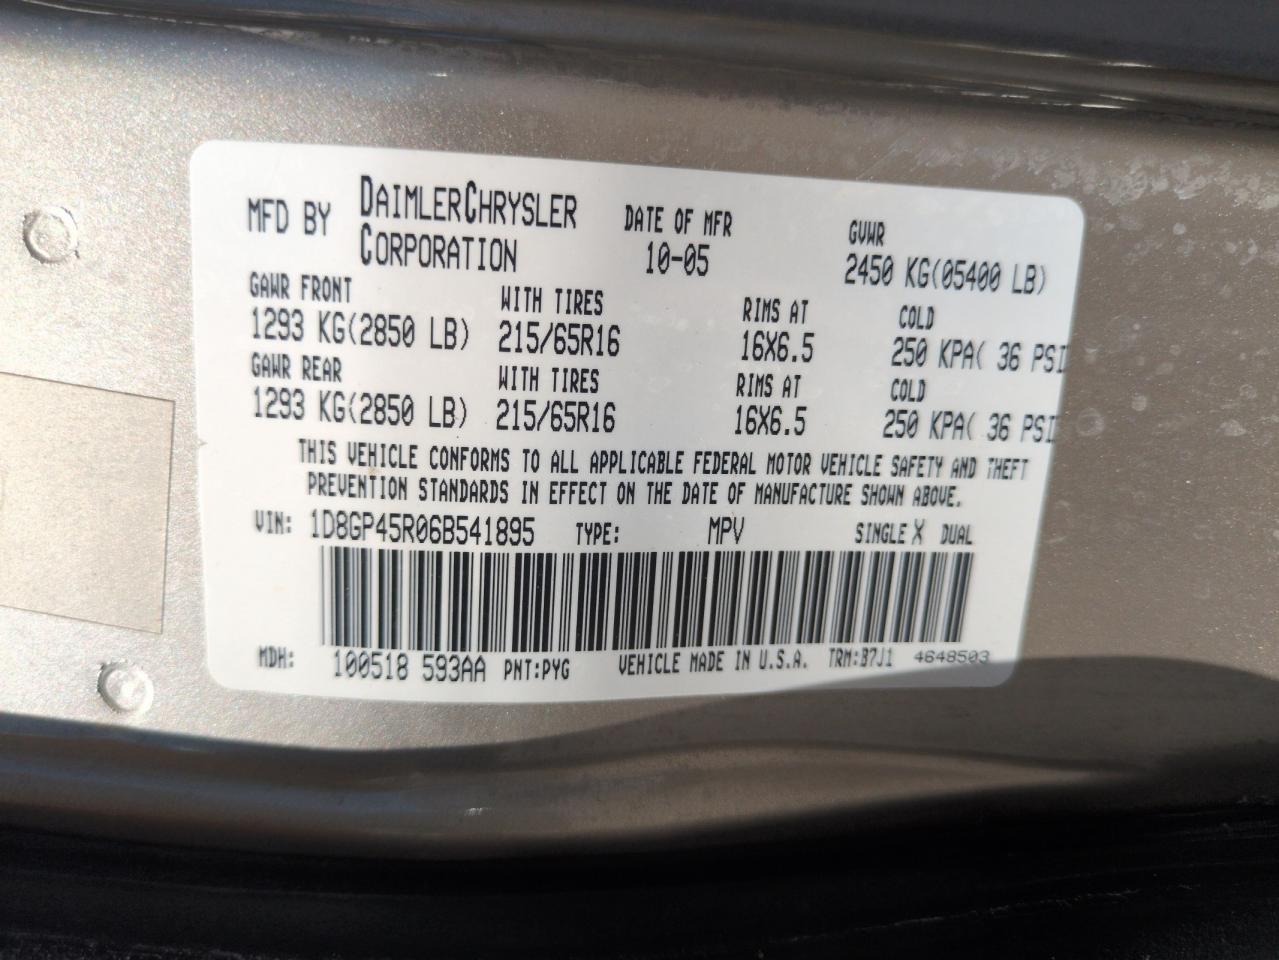 MFD BY DAIMLERCHRYSLER CORPORATION DATE OF MFR 10-05 GVWR 2450 KG(05400 LB)
GAWR FRONT WITH TIRES RIMS AT COLD
1293 KG(2850 LB) 215/65R16 16X6.5 250 KPA( 36 PSI
GAWR REAR WITH TIRES RIMS AT COLD
1293 KG(2850 LB) 215/65R16 16X6.5 250 KPA( 36 PSI
THIS VEHICLE CONFORMS TO ALL APPLICABLE FEDERAL MOTOR VEHICLE SAFETY AND THEFT
PREVENTION STANDARDS IN EFFECT ON THE DATE OF MANUFACTURE SHOWN ABOVE.
VIN: 1D8GP45R06B541895 TYPE: MPV SINGLE X DUAL
MDH: 100518 593AA PNT:PYG VEHICLE MADE IN U.S.A. TRM:B7J1 4648503